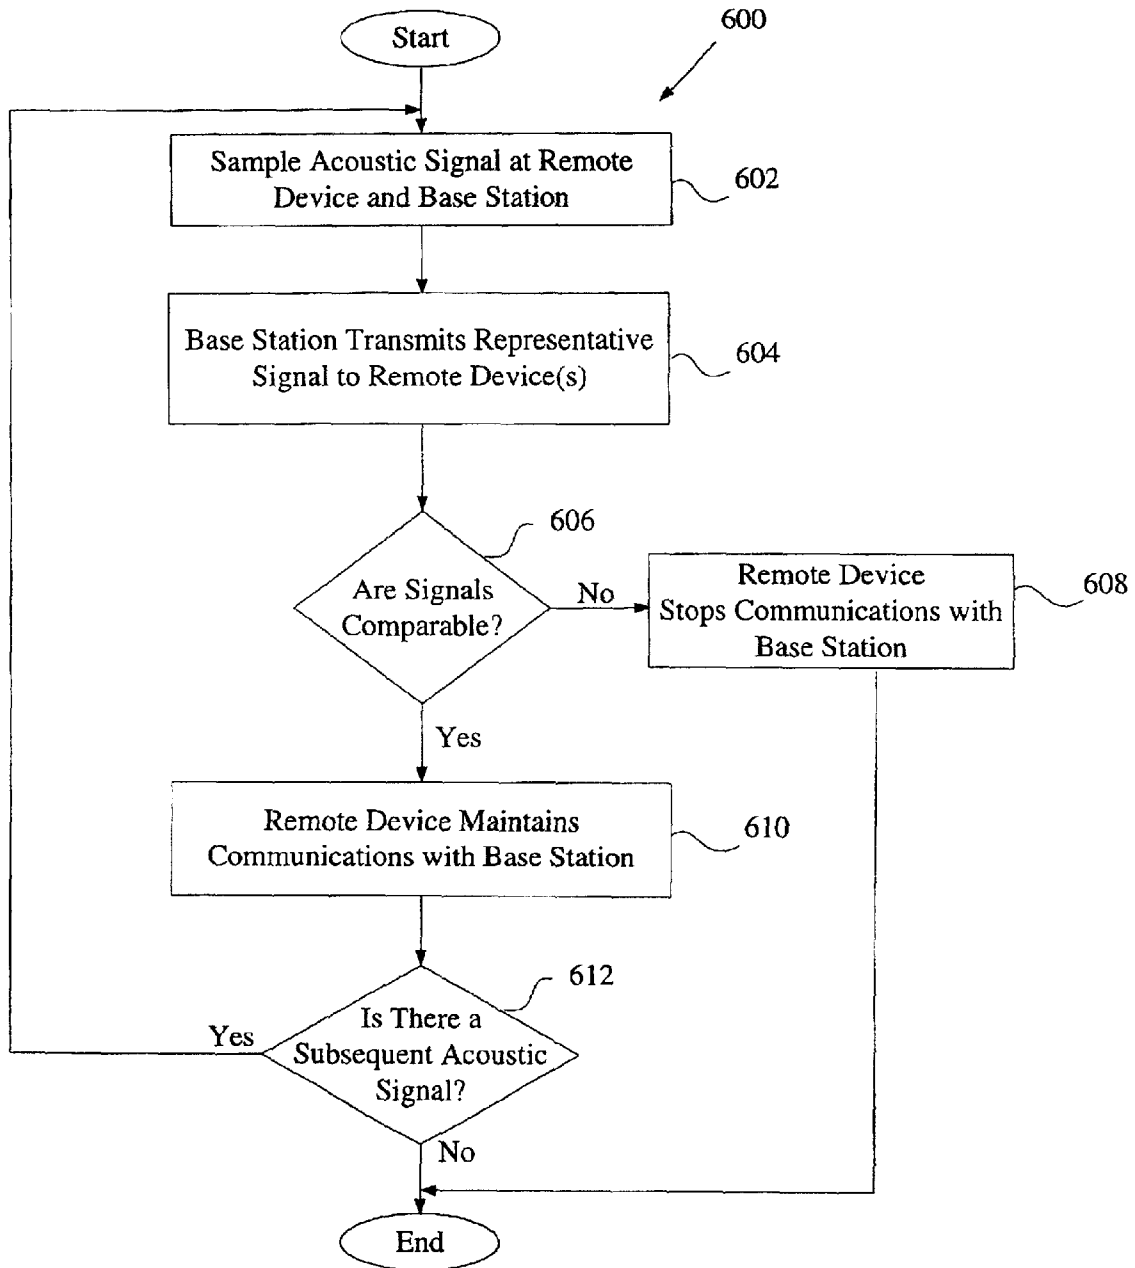 Start
600
Sample Acoustic Signal at Remote
Device and Base Station
602
Base Station Transmits Representative
Signal to Remote Device(s)
604
606
Are Signals
Comparable?
No
Remote Device
Stops Communications with
Base Station
608
Yes
Remote Device Maintains
Communications with Base Station
610
612
Is There a
Subsequent Acoustic
Signal?
Yes
No
End